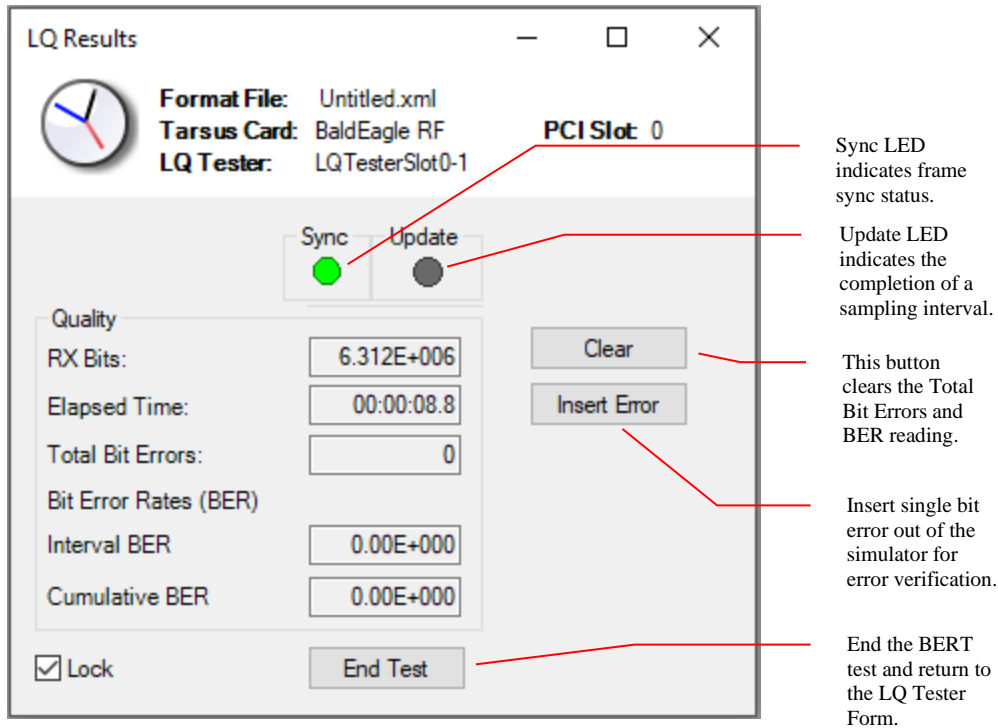 LQ Results
Format File: Untitled.xml
Tarsus Card: BaldEagle RF PCI Slot: 0
LQ Tester: LQTesterSlot0-1
Sync Update
Quality
RX Bits: 6.312E+006
Elapsed Time: 00:00:08.8
Total Bit Errors: 0
Bit Error Rates (BER)
Interval BER 0.00E+000
Cumulative BER 0.00E+000
Clear
Insert Error
Lock
End Test
Sync LED
indicates frame
sync status.
Update LED
indicates the
completion of a
sampling interval.
This button
clears the Total
Bit Errors and
BER reading.
Insert single bit
error out of the
simulator for
error verification.
End the BERT
test and return to
the LQ Tester
Form.